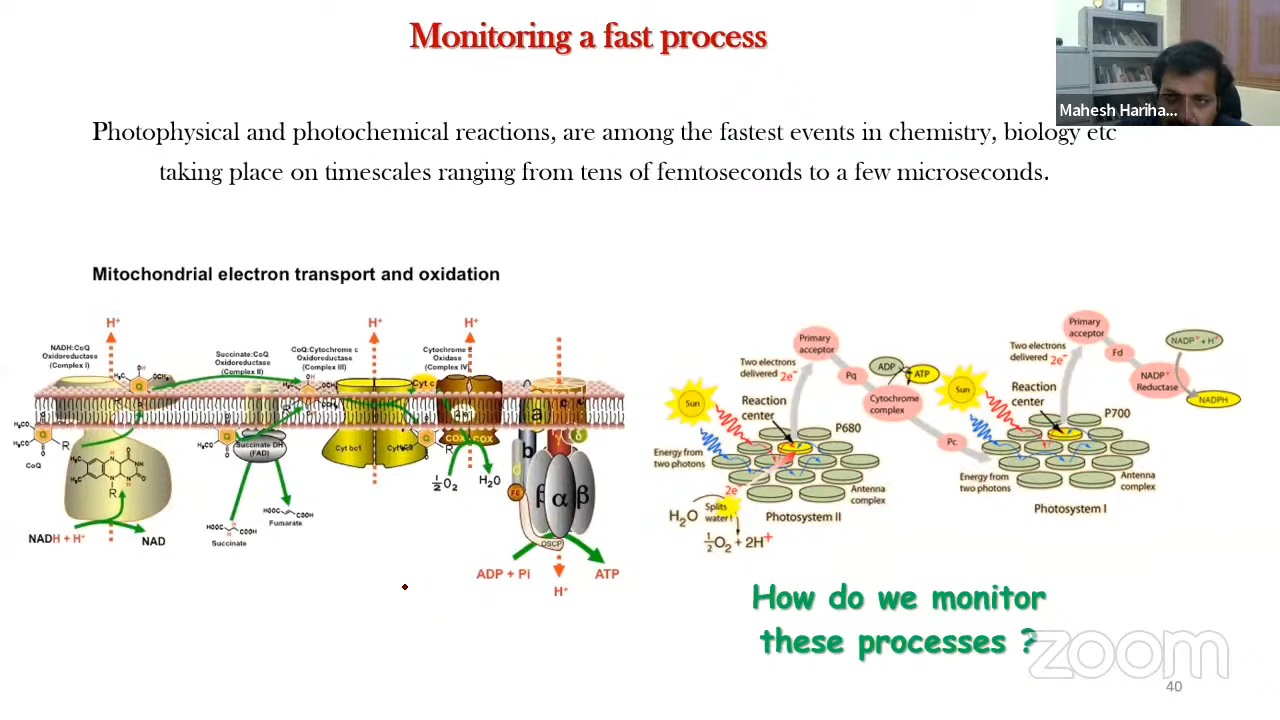 Monitoring a fast process
Mahesh Hariha...
Photophysical and photochemical reactions, are among the fastest events in chemistry, biology etc
taking place on timescales ranging from tens of femtoseconds to a few microseconds.
Mitochondrial electron transport and oxidation
H⁺
H⁺
H⁺
NADH:CoQ
Oxidoreductase
(Complex I)
Succinate:CoQ
Oxidoreductase
(Complex II)
CoQ:Cytochrome c
Oxidoreductase
(Complex III)
Cytochrome c
Oxidase
(Complex IV)
Cyt c
Q
Q
Q
Q
CoQ
R
Succinate DH
(FAD)
Cyt bc1
2e⁻
COX
COX
½O₂
H₂O
a
c
b
d
γ
δ
F6
β
α
β
OSCP
NADH + H⁺
NAD
HOOC
COOH
Succinate
HOOC
COOH
Fumarate
ADP + Pi
ATP
H⁺
Primary
acceptor
Two electrons
delivered 2e⁻
Pq
ADP
ATP
Cytochrome
complex
Pc
Sun
Reaction
center
P680
Energy from
two photons
Antenna
complex
2e
H₂O
Splits
water!
½O₂ + 2H⁺
Photosystem II
Primary
acceptor
Two electrons
delivered 2e⁻
Fd
NADP⁺
Reductase
NADP⁺ + H⁺
NADPH
Sun
Reaction
center
P700
Energy from
two photons
Antenna
complex
Photosystem I
How do we monitor
these processes ?
zoom
40